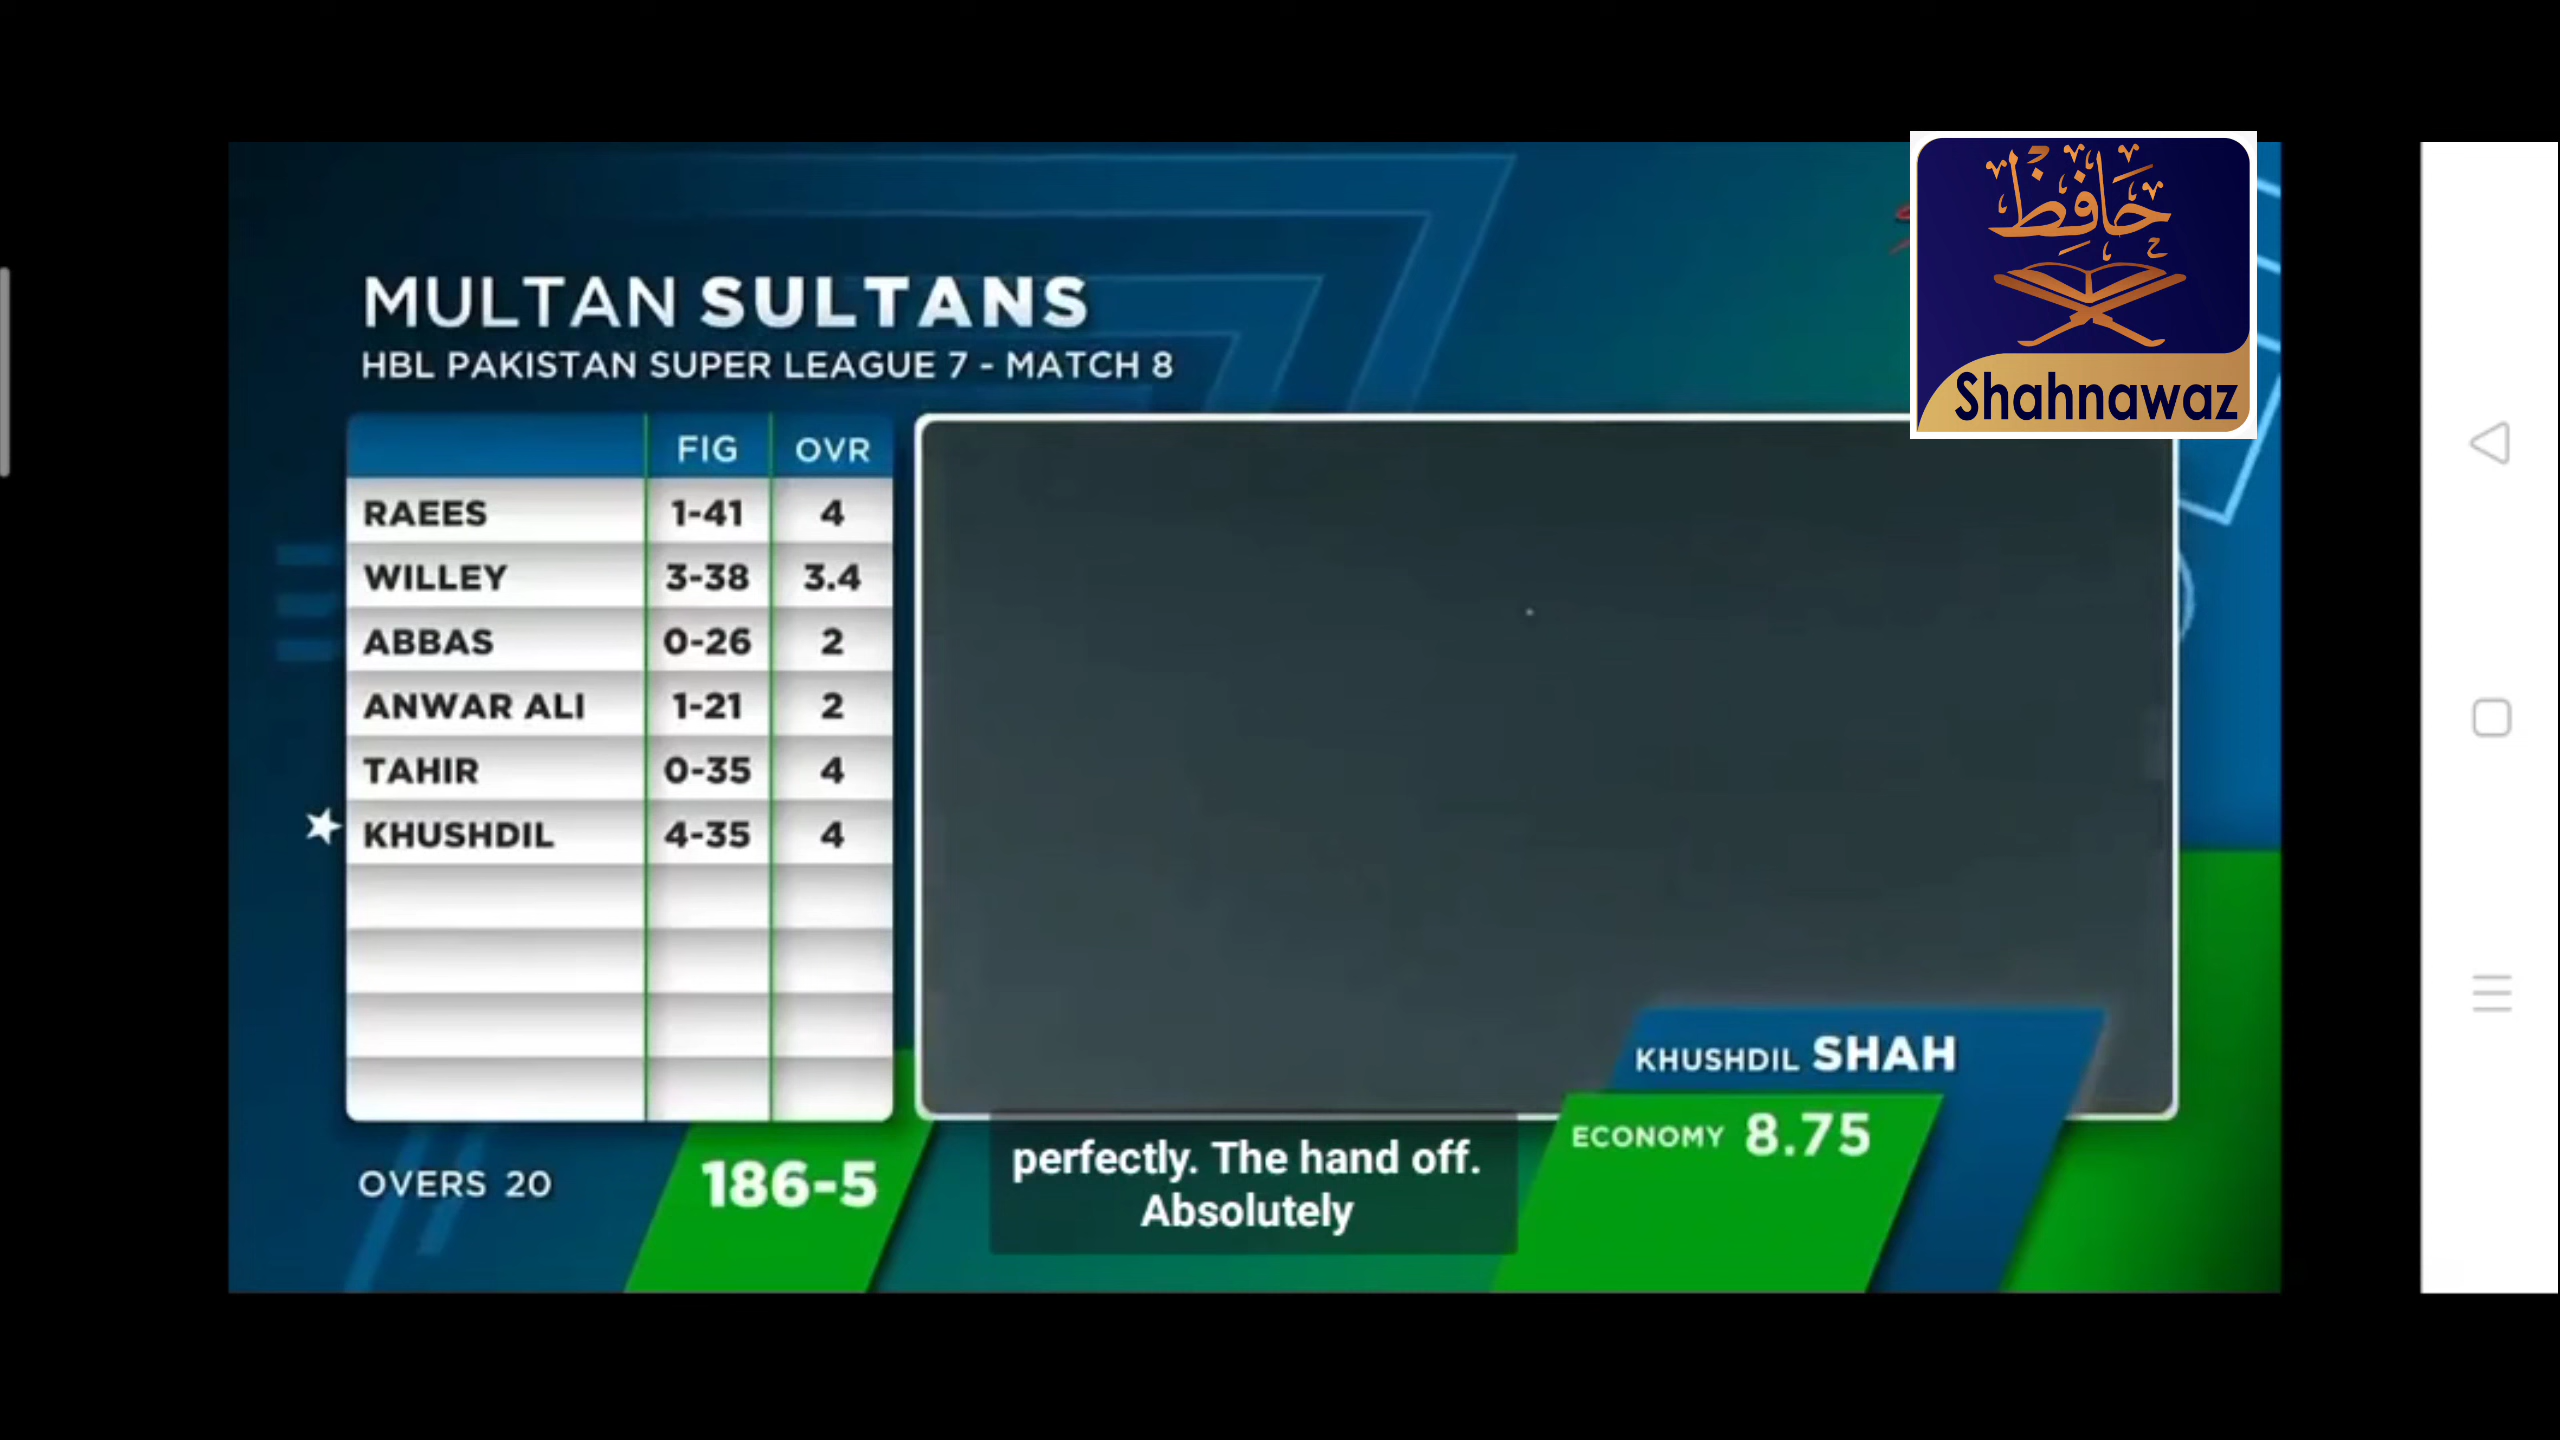 حَافِظْ
Shahnawaz
MULTAN SULTANS
HBL PAKISTAN SUPER LEAGUE 7 - MATCH 8
FIG OVR
RAEES 1-41 4
WILLEY 3-38 3.4
ABBAS 0-26 2
ANWAR ALI 1-21 2
TAHIR 0-35 4
KHUSHDIL 4-35 4
OVERS 20 186-5
KHUSHDIL SHAH
ECONOMY 8.75
perfectly. The hand off.
Absolutely